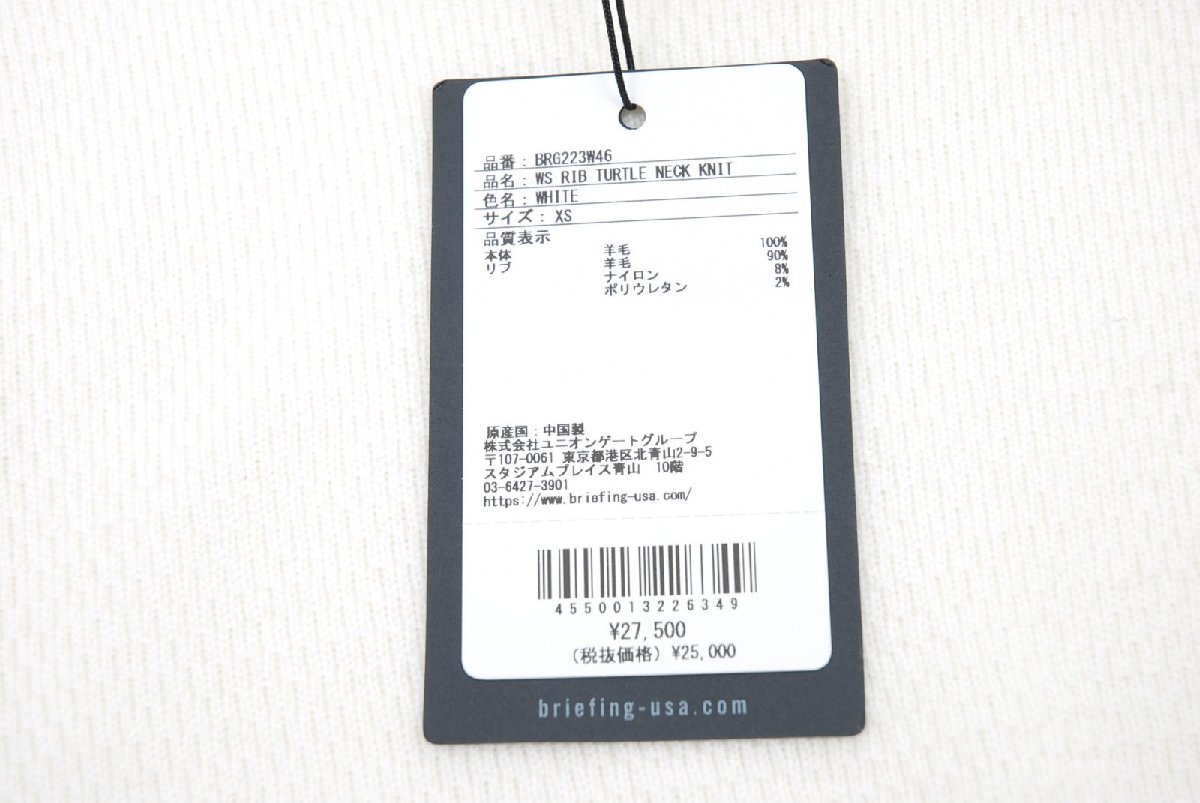 品番 : BRG223W46
品名 : WS RIB TURTLE NECK KNIT
色名 : WHITE
サイズ : XS
品質表示
本体 羊毛 100%
リブ 羊毛 90%
ナイロン 8%
ポリウレタン 2%
原産国 : 中国製
株式会社ユニオンゲートグループ
〒107-0061 東京都港区北青山2-9-5
スタジアムプレイス青山 10階
03-6427-3901
https://www.briefing-usa.com/
4550013226349
¥27,500
(税抜価格) ¥25,000
briefing-usa.com